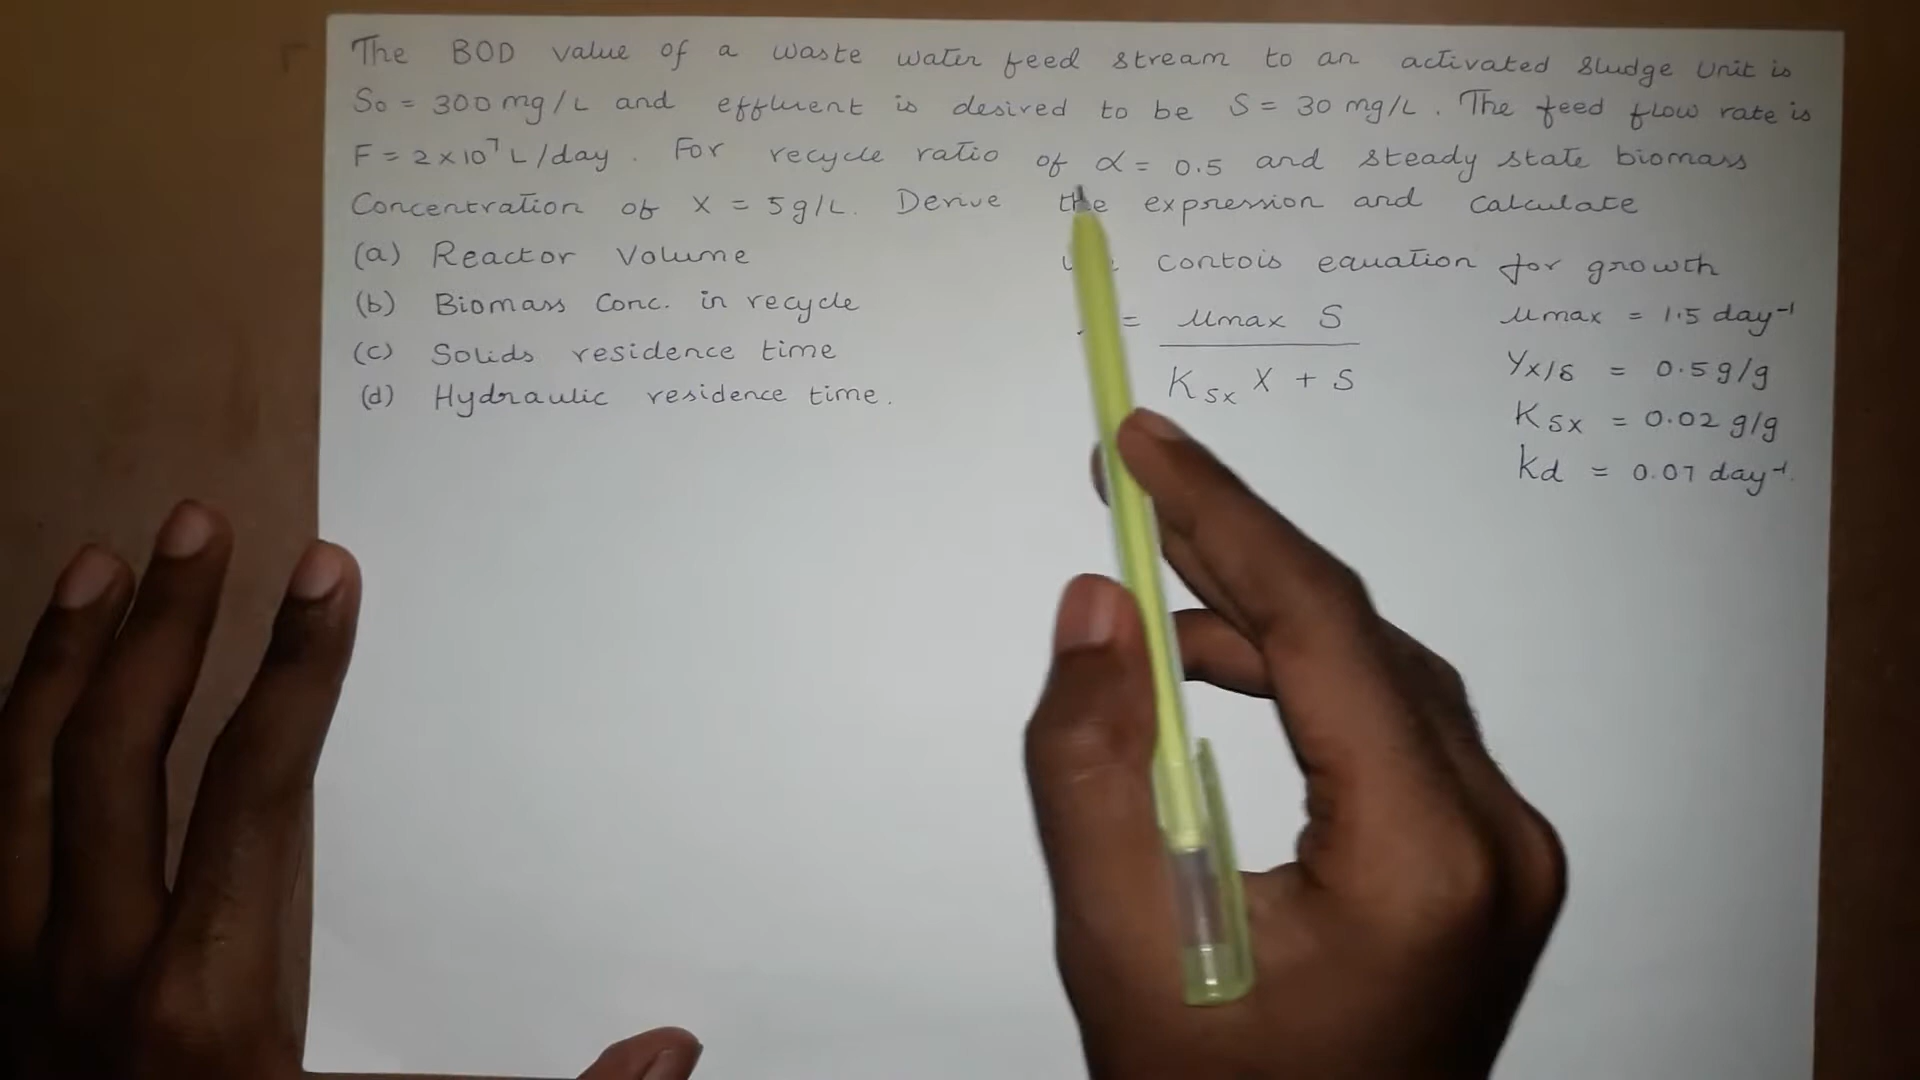 The BOD value of a waste water feed stream to an activated sludge unit is
So = 300 mg/L and effluent is desired to be S = 30 mg/L. The feed flow rate is
F = 2 x 10⁷ L/day. For recycle ratio of α = 0.5 and steady state biomass
Concentration of X = 5g/L. Derive the expression and calculate
(a) Reactor Volume
(b) Biomass Conc. in recycle
(c) Solids residence time
(d) Hydraulic residence time.
contois equation for growth
= μmax S
Ksx X + S
μmax = 1.5 day⁻¹
Yx/s = 0.5 g/g
Ksx = 0.02 g/g
kd = 0.07 day⁻¹.